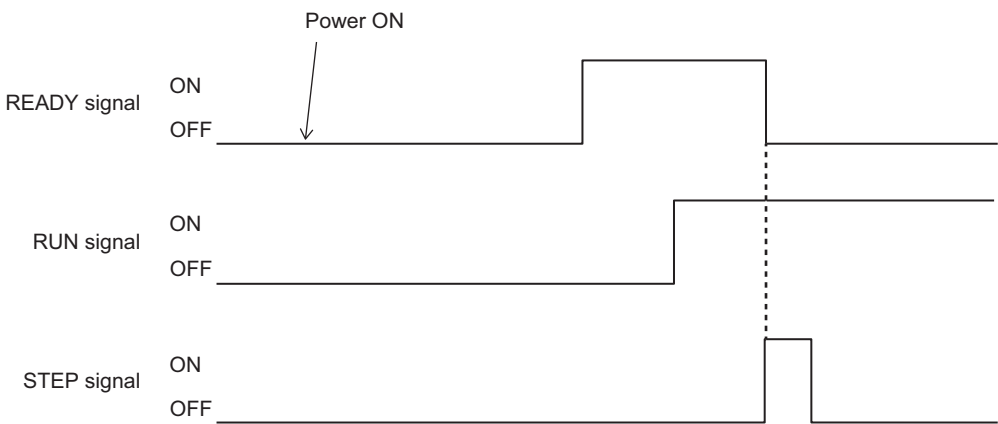 Power ON
ON
READY signal
OFF
ON
RUN signal
OFF
ON
STEP signal
OFF